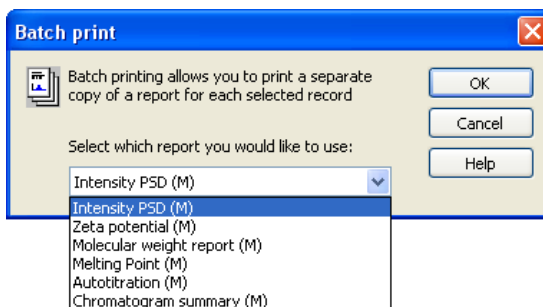 Batch print
Batch printing allows you to print a separate
copy of a report for each selected record
OK
Cancel
Help
Select which report you would like to use:
Intensity PSD (M)
Intensity PSD (M)
Zeta potential (M)
Molecular weight report (M)
Melting Point (M)
Autotitration (M)
Chromatogram summary (M)